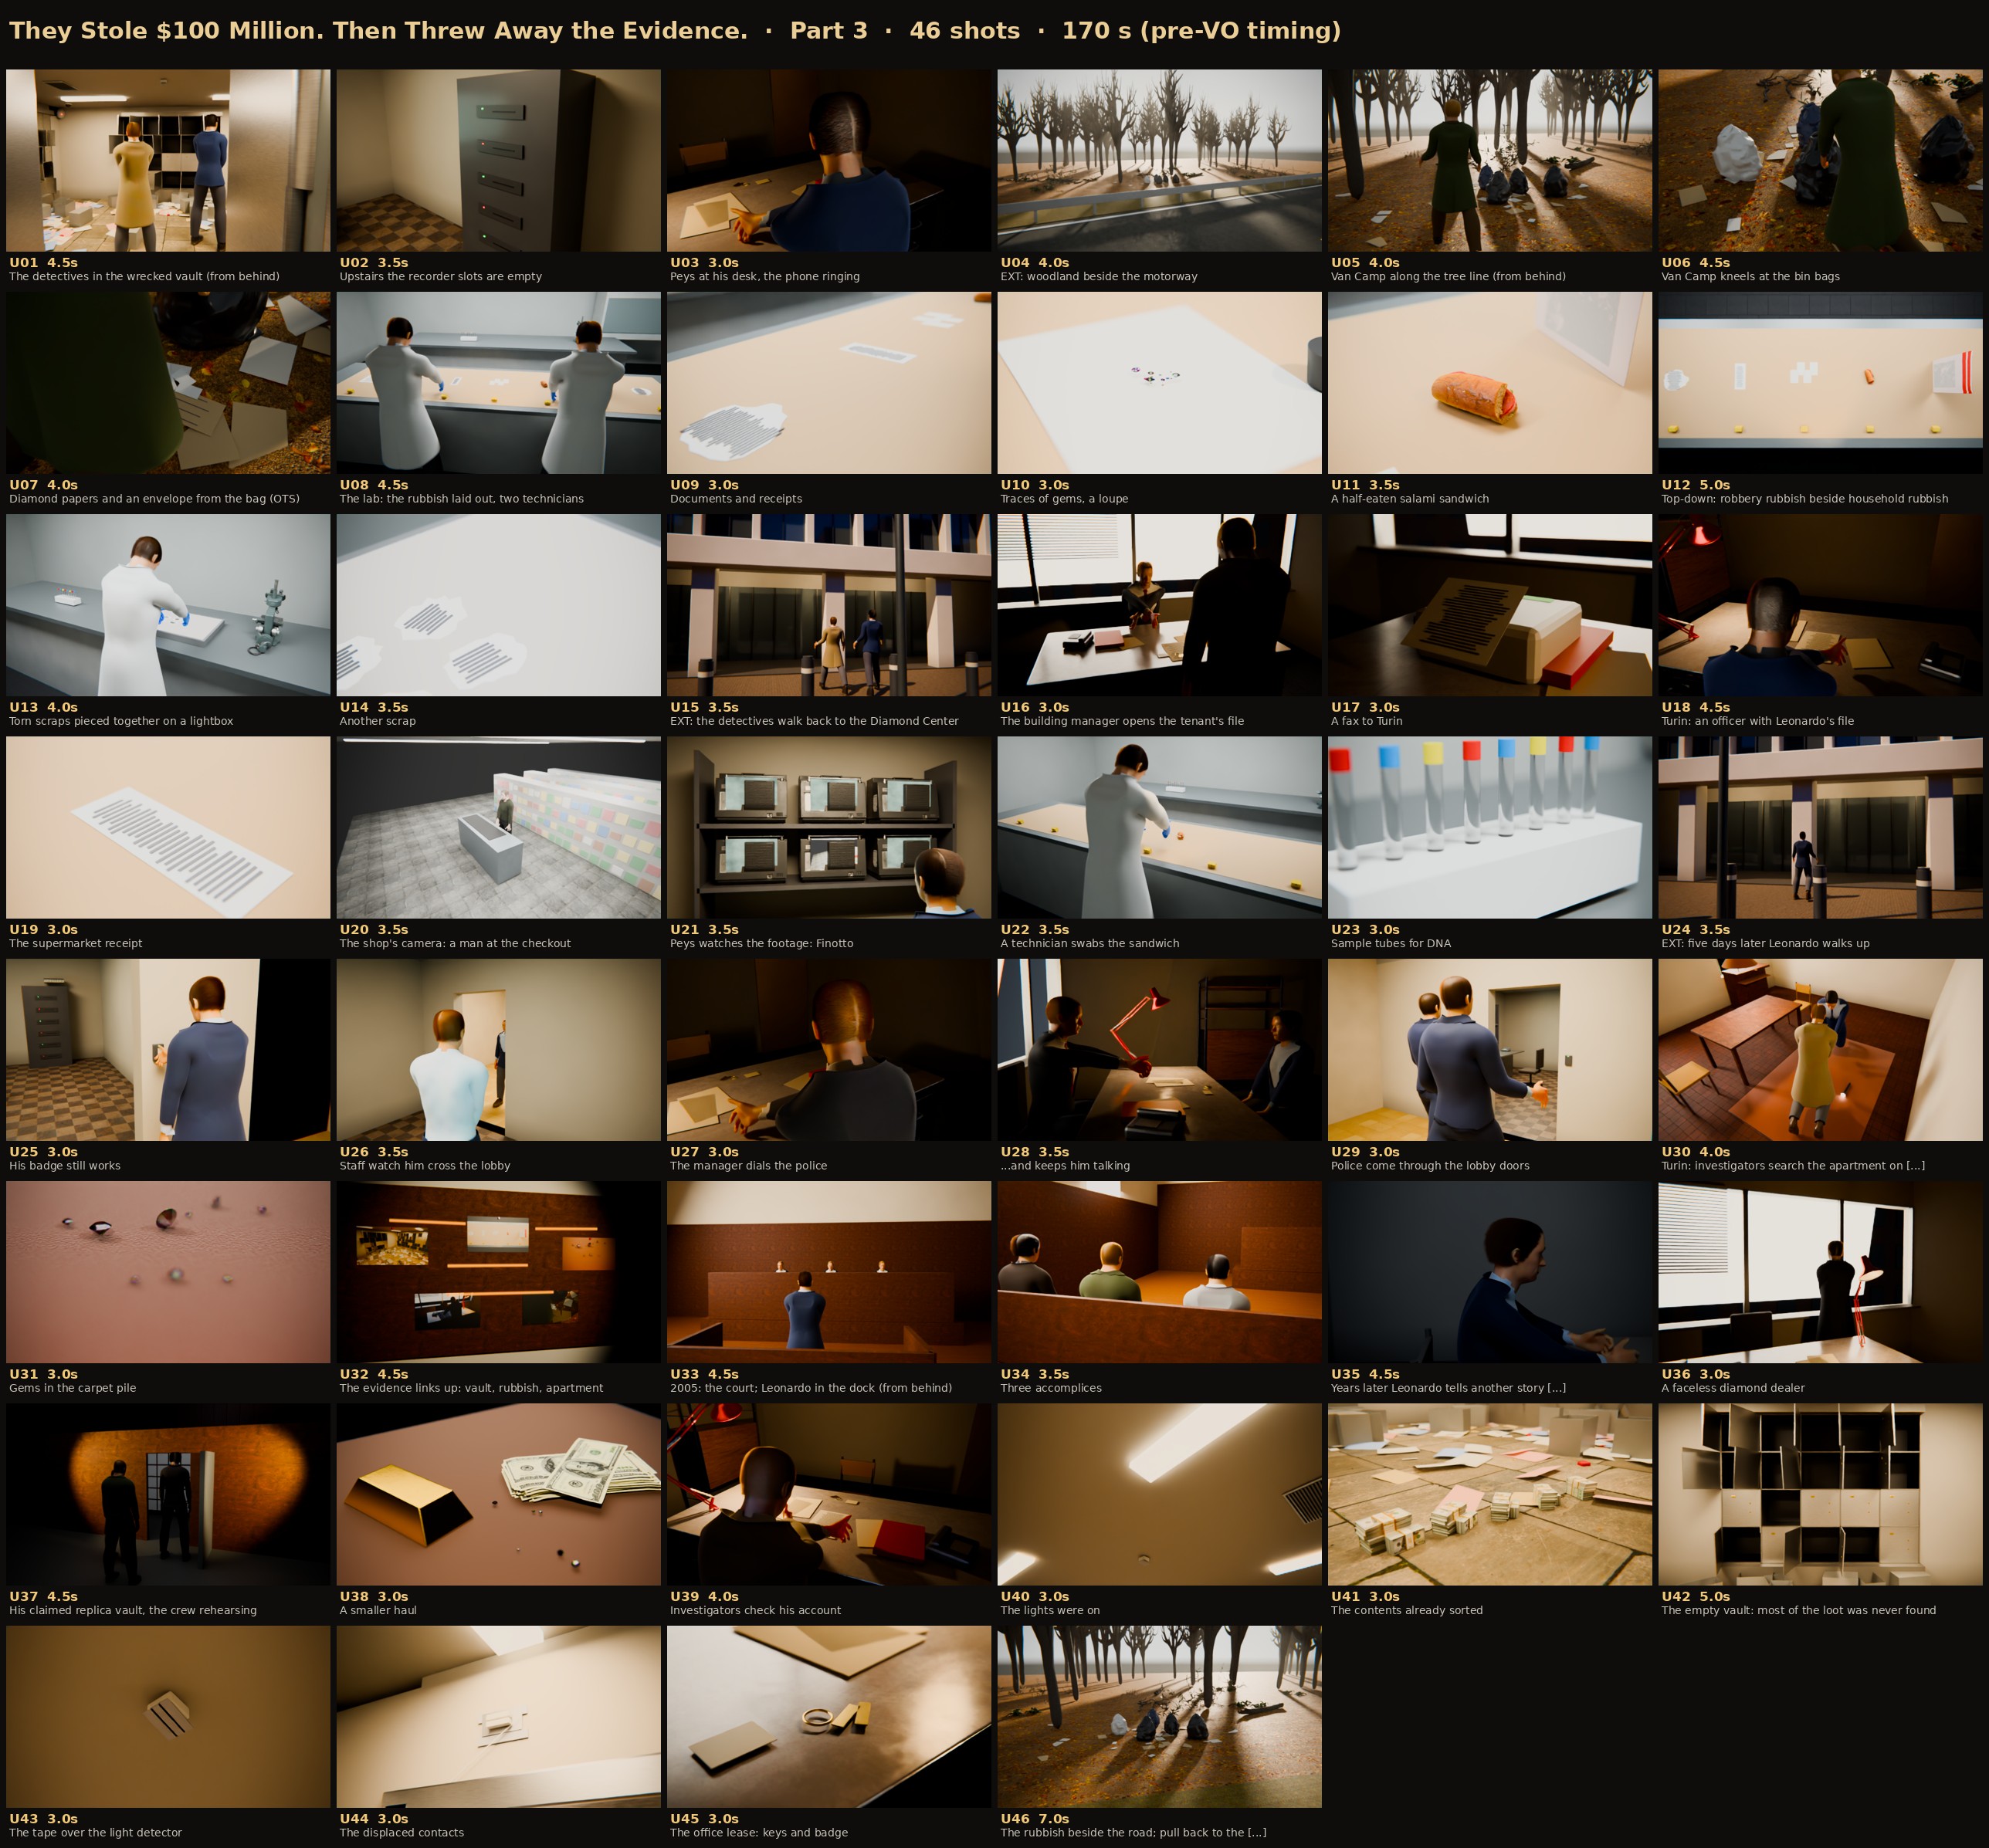 They Stole $100 Million. Then Threw Away the Evidence. · Part 3 · 46 shots · 170 s (pre-VO timing)
U01 4.5s
The detectives in the wrecked vault (from behind)
U02 3.5s
Upstairs the recorder slots are empty
U03 3.0s
Peys at his desk, the phone ringing
U04 4.0s
EXT: woodland beside the motorway
U05 4.0s
Van Camp along the tree line (from behind)
U06 4.5s
Van Camp kneels at the bin bags
U07 4.0s
Diamond papers and an envelope from the bag (OTS)
U08 4.5s
The lab: the rubbish laid out, two technicians
U09 3.0s
Documents and receipts
U10 3.0s
Traces of gems, a loupe
U11 3.5s
A half-eaten salami sandwich
U12 5.0s
Top-down: robbery rubbish beside household rubbish
U13 4.0s
Torn scraps pieced together on a lightbox
U14 3.5s
Another scrap
U15 3.5s
EXT: the detectives walk back to the Diamond Center
U16 3.0s
The building manager opens the tenant's file
U17 3.0s
A fax to Turin
U18 4.5s
Turin: an officer with Leonardo's file
U19 3.0s
The supermarket receipt
U20 3.5s
The shop's camera: a man at the checkout
U21 3.5s
Peys watches the footage: Finotto
U22 3.5s
A technician swabs the sandwich
U23 3.0s
Sample tubes for DNA
U24 3.5s
EXT: five days later Leonardo walks up
U25 3.0s
His badge still works
U26 3.5s
Staff watch him cross the lobby
U27 3.0s
The manager dials the police
U28 3.5s
...and keeps him talking
U29 3.0s
Police come through the lobby doors
U30 4.0s
Turin: investigators search the apartment on [...]
U31 3.0s
Gems in the carpet pile
U32 4.5s
The evidence links up: vault, rubbish, apartment
U33 4.5s
2005: the court; Leonardo in the dock (from behind)
U34 3.5s
Three accomplices
U35 4.5s
Years later Leonardo tells another story [...]
U36 3.0s
A faceless diamond dealer
U37 4.5s
His claimed replica vault, the crew rehearsing
U38 3.0s
A smaller haul
U39 4.0s
Investigators check his account
U40 3.0s
The lights were on
U41 3.0s
The contents already sorted
U42 5.0s
The empty vault: most of the loot was never found
U43 3.0s
The tape over the light detector
U44 3.0s
The displaced contacts
U45 3.0s
The office lease: keys and badge
U46 7.0s
The rubbish beside the road; pull back to the [...]